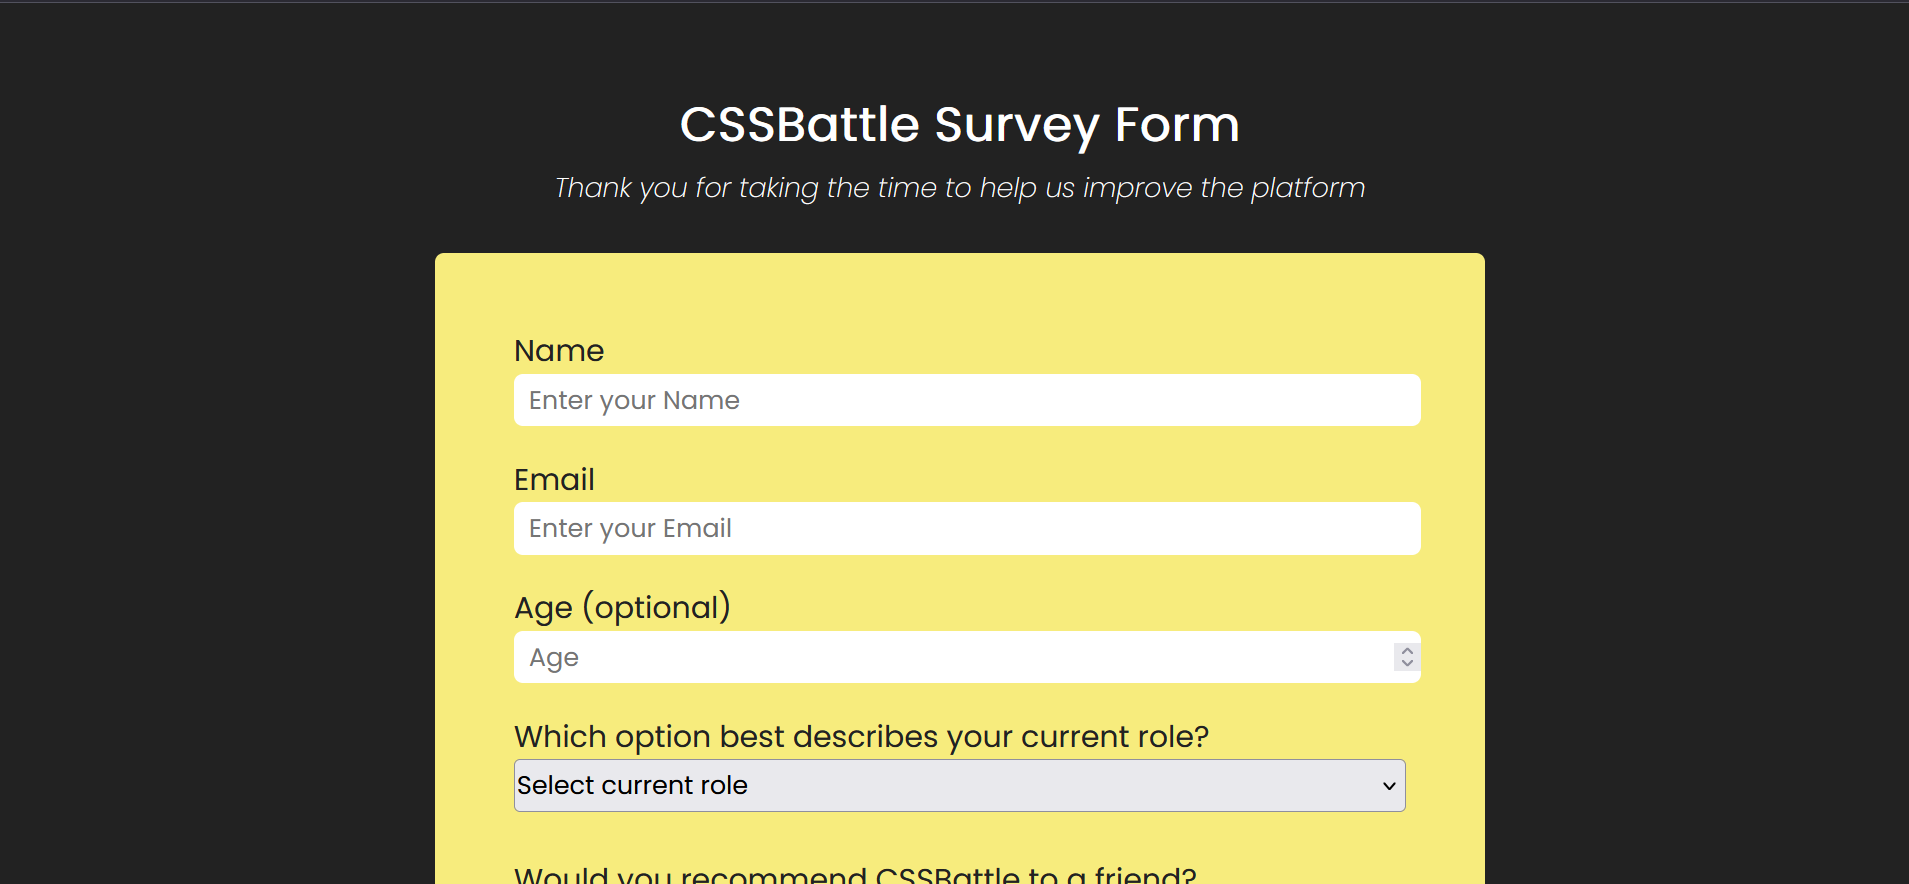 CSSBattle Survey Form
Thank you for taking the time to help us improve the platform
Name
Enter your Name
Email
Enter your Email
Age (optional)
Age
Which option best describes your current role?
Select current role
Would you recommend CSSBattle to a friend?